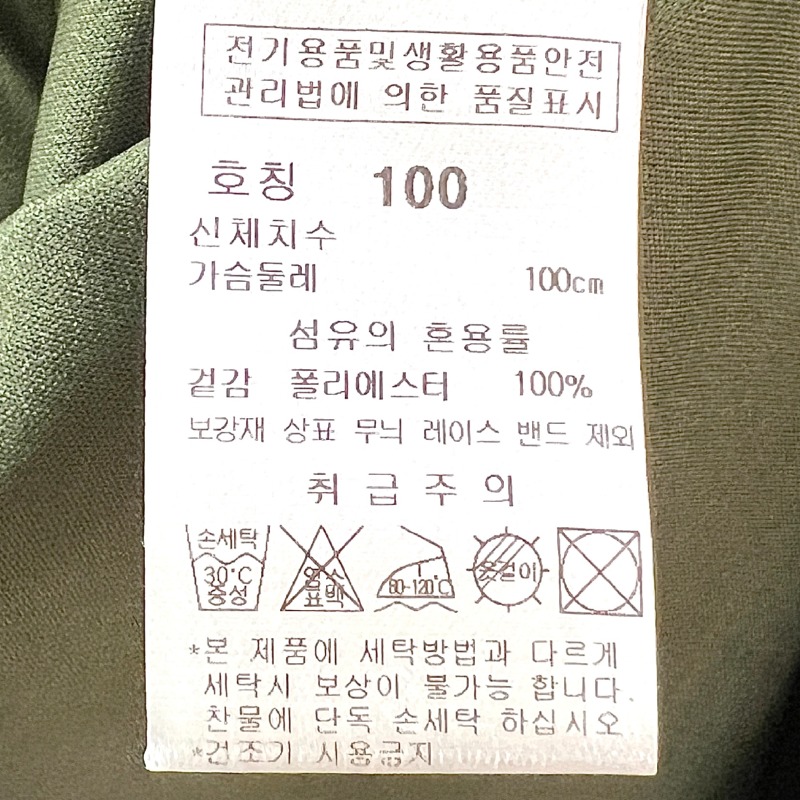 전기용품및생활용품안전
관리법에 의한 품질표시
호칭 100
신체치수
가슴둘레 100cm
섬유의 혼용률
겉감 폴리에스터 100%
보강재 상표 무늬 레이스 밴드 제외
취급주의
손세탁
30°C
중성
염소
표백
80-120°C
옷걸이
*본 제품에 세탁방법과 다르게
세탁시 보상이 불가능 합니다.
찬물에 단독 손세탁 하십시오.
*건조기 사용금지